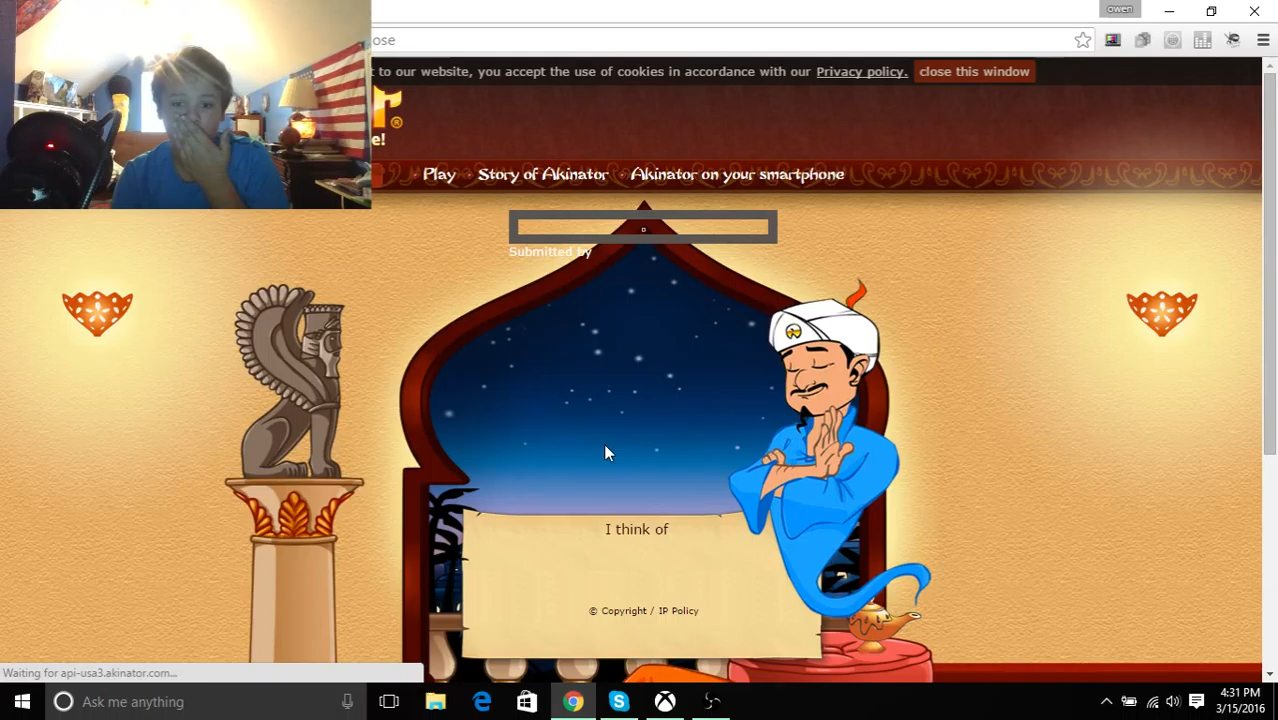 owen
ose
t to our website, you accept the use of cookies in accordance with our Privacy policy. close this window
r®
e!
Play · Story of Akinator · Akinator on your smartphone
Submitted by
I think of
© Copyright / IP Policy
Waiting for api-usa3.akinator.com...
Ask me anything
4:31 PM
3/15/2016